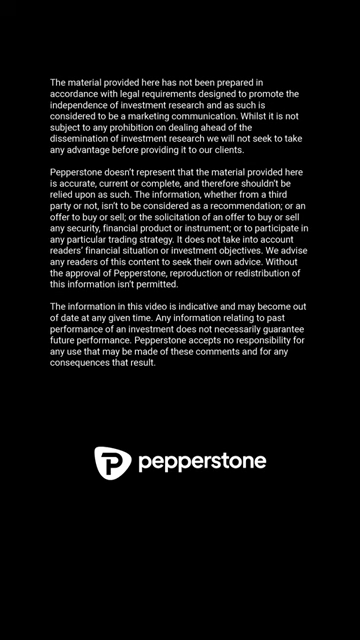 The material provided here has not been prepared in
accordance with legal requirements designed to promote the
independence of investment research and as such is
considered to be a marketing communication. Whilst it is not
subject to any prohibition on dealing ahead of the
dissemination of investment research we will not seek to take
any advantage before providing it to our clients.
Pepperstone doesn't represent that the material provided here
is accurate, current or complete, and therefore shouldn't be
relied upon as such. The information, whether from a third
party or not, isn't to be considered as a recommendation; or an
offer to buy or sell; or the solicitation of an offer to buy or sell
any security, financial product or instrument; or to participate in
any particular trading strategy. It does not take into account
readers' financial situation or investment objectives. We advise
any readers of this content to seek their own advice. Without
the approval of Pepperstone, reproduction or redistribution of
this information isn't permitted.
The information in this video is indicative and may become out
of date at any given time. Any information relating to past
performance of an investment does not necessarily guarantee
future performance. Pepperstone accepts no responsibility for
any use that may be made of these comments and for any
consequences that result.
pepperstone